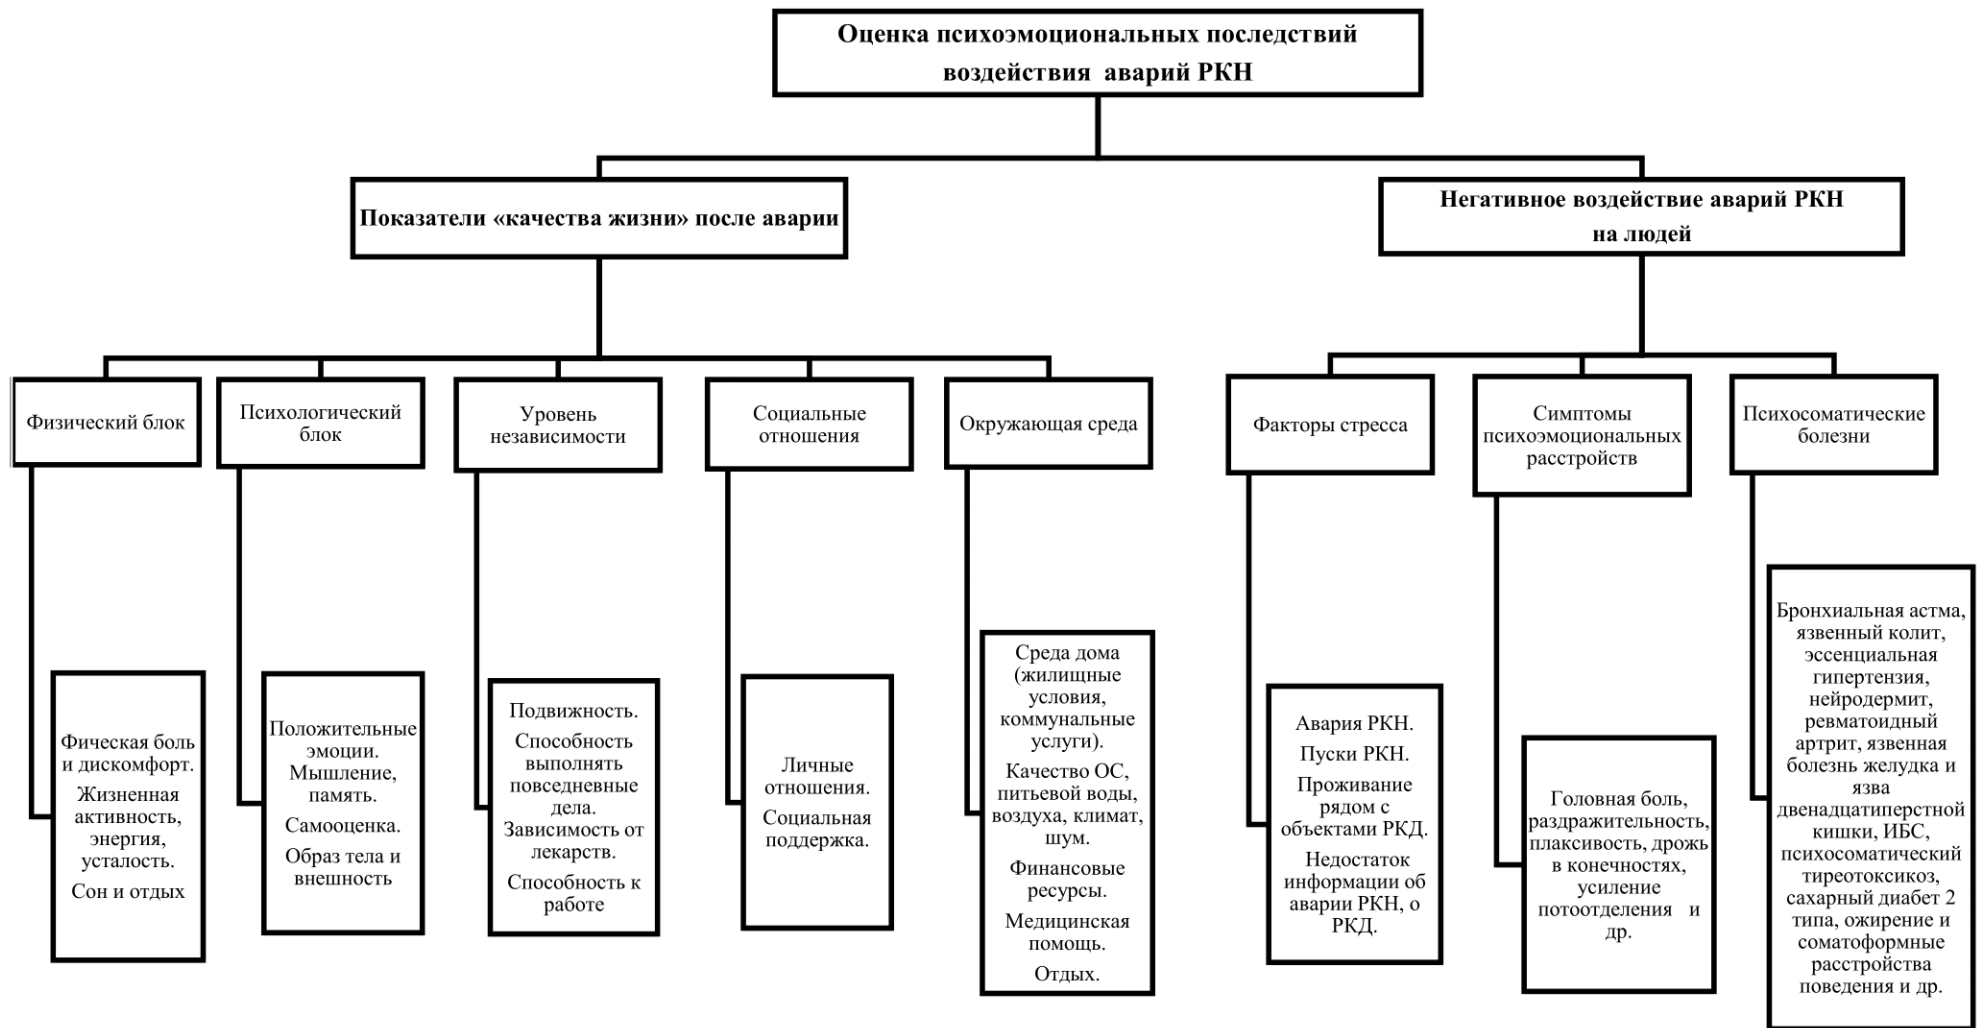 Оценка психоэмоциональных последствий
воздействия аварий РКН
Показатели «качества жизни» после аварии
Негативное воздействие аварий РКН
на людей
Физический блок
Психологический
блок
Уровень
независимости
Социальные
отношения
Окружающая среда
Факторы стресса
Симптомы
психоэмоциональных
расстройств
Психосоматические
болезни
Фическая боль
и дискомфорт.
Жизненная
активность,
энергия,
усталость.
Сон и отдых
Положительные
эмоции.
Мышление,
память.
Самооценка.
Образ тела и
внешность
Подвижность.
Способность
выполнять
повседневные
дела.
Зависимость от
лекарств.
Способность к
работе
Личные
отношения.
Социальная
поддержка.
Среда дома
(жилищные
условия,
коммунальные
услуги).
Качество ОС,
питьевой воды,
воздуха, климат,
шум.
Финансовые
ресурсы.
Медицинская
помощь.
Отдых.
Авария РКН.
Пуски РКН.
Проживание
рядом с
объектами РКД.
Недостаток
информации об
аварии РКН, о
РКД.
Головная боль,
раздражительность,
плаксивость, дрожь
в конечностях,
усиление
потоотделения и
др.
Бронхиальная астма,
язвенный колит,
эссенциальная
гипертензия,
нейродермит,
ревматоидный
артрит, язвенная
болезнь желудка и
язва
двенадцатиперстной
кишки, ИБС,
психосоматический
тиреотоксикоз,
сахарный диабет 2
типа, ожирение и
соматоформные
расстройства
поведения и др.